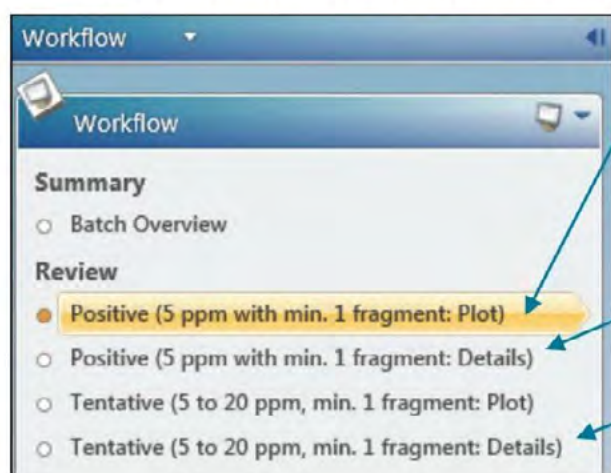 Workflow
Workflow
Summary
Batch Overview
Review
Positive (5 ppm with min. 1 fragment: Plot)
Positive (5 ppm with min. 1 fragment: Details)
Tentative (5 to 20 ppm, min. 1 fragment: Plot)
Tentative (5 to 20 ppm, min. 1 fragment: Details)